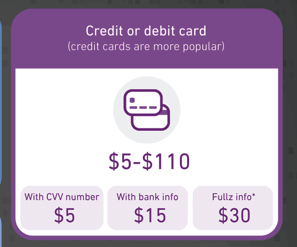 Credit or debit card
(credit cards are more popular)
$5-$110
With CVV number
$5
With bank info
$15
Fullz info*
$30